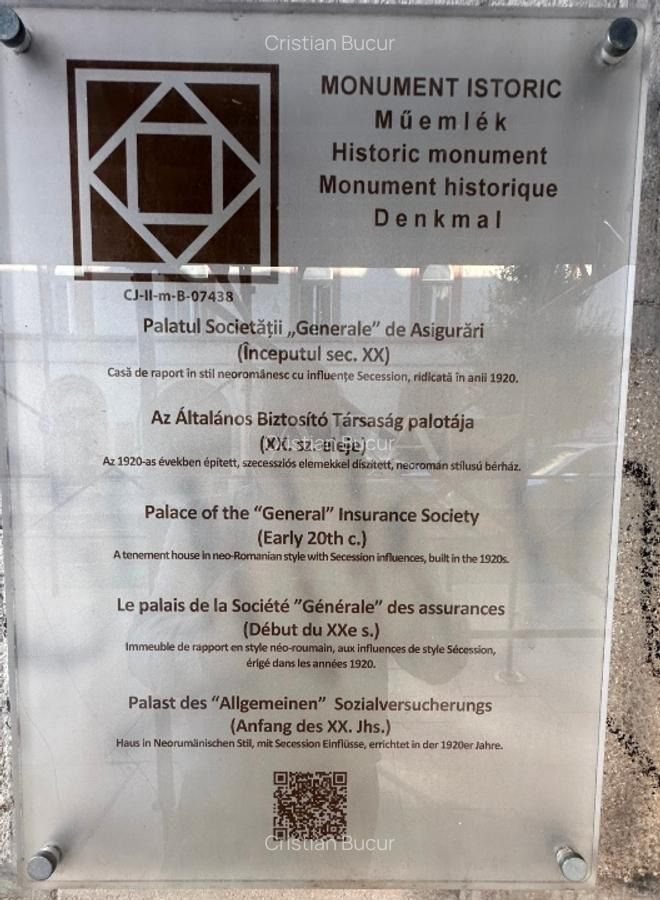 Cristian Bucur
MONUMENT ISTORIC
Műemlék
Historic monument
Monument historique
Denkmal
CJ-II-m-B-07438
Palatul Societății „Generale” de Asigurări
(Începutul sec. XX)
Casă de raport în stil neoromânesc cu influențe Secession, ridicată în anii 1920.
Az Általános Biztosító Társaság palotája
(XX. sz. eleje)
Cristian Bucur
Az 1920-as években épített, szecessziós elemekkel díszített, neoromán stílusú bérház.
Palace of the “General” Insurance Society
(Early 20th c.)
A tenement house in neo-Romanian style with Secession influences, built in the 1920s.
Le palais de la Société ”Générale” des assurances
(Début du XXe s.)
Immeuble de rapport en style néo-roumain, aux influences de style Sécession,
érigé dans les années 1920.
Palast des “Allgemeinen” Sozialversucherungs
(Anfang des XX. Jhs.)
Haus in Neorumänischen Stil, mit Secession Einflüsse, errichtet in der 1920er Jahre.
Cristian Bucur